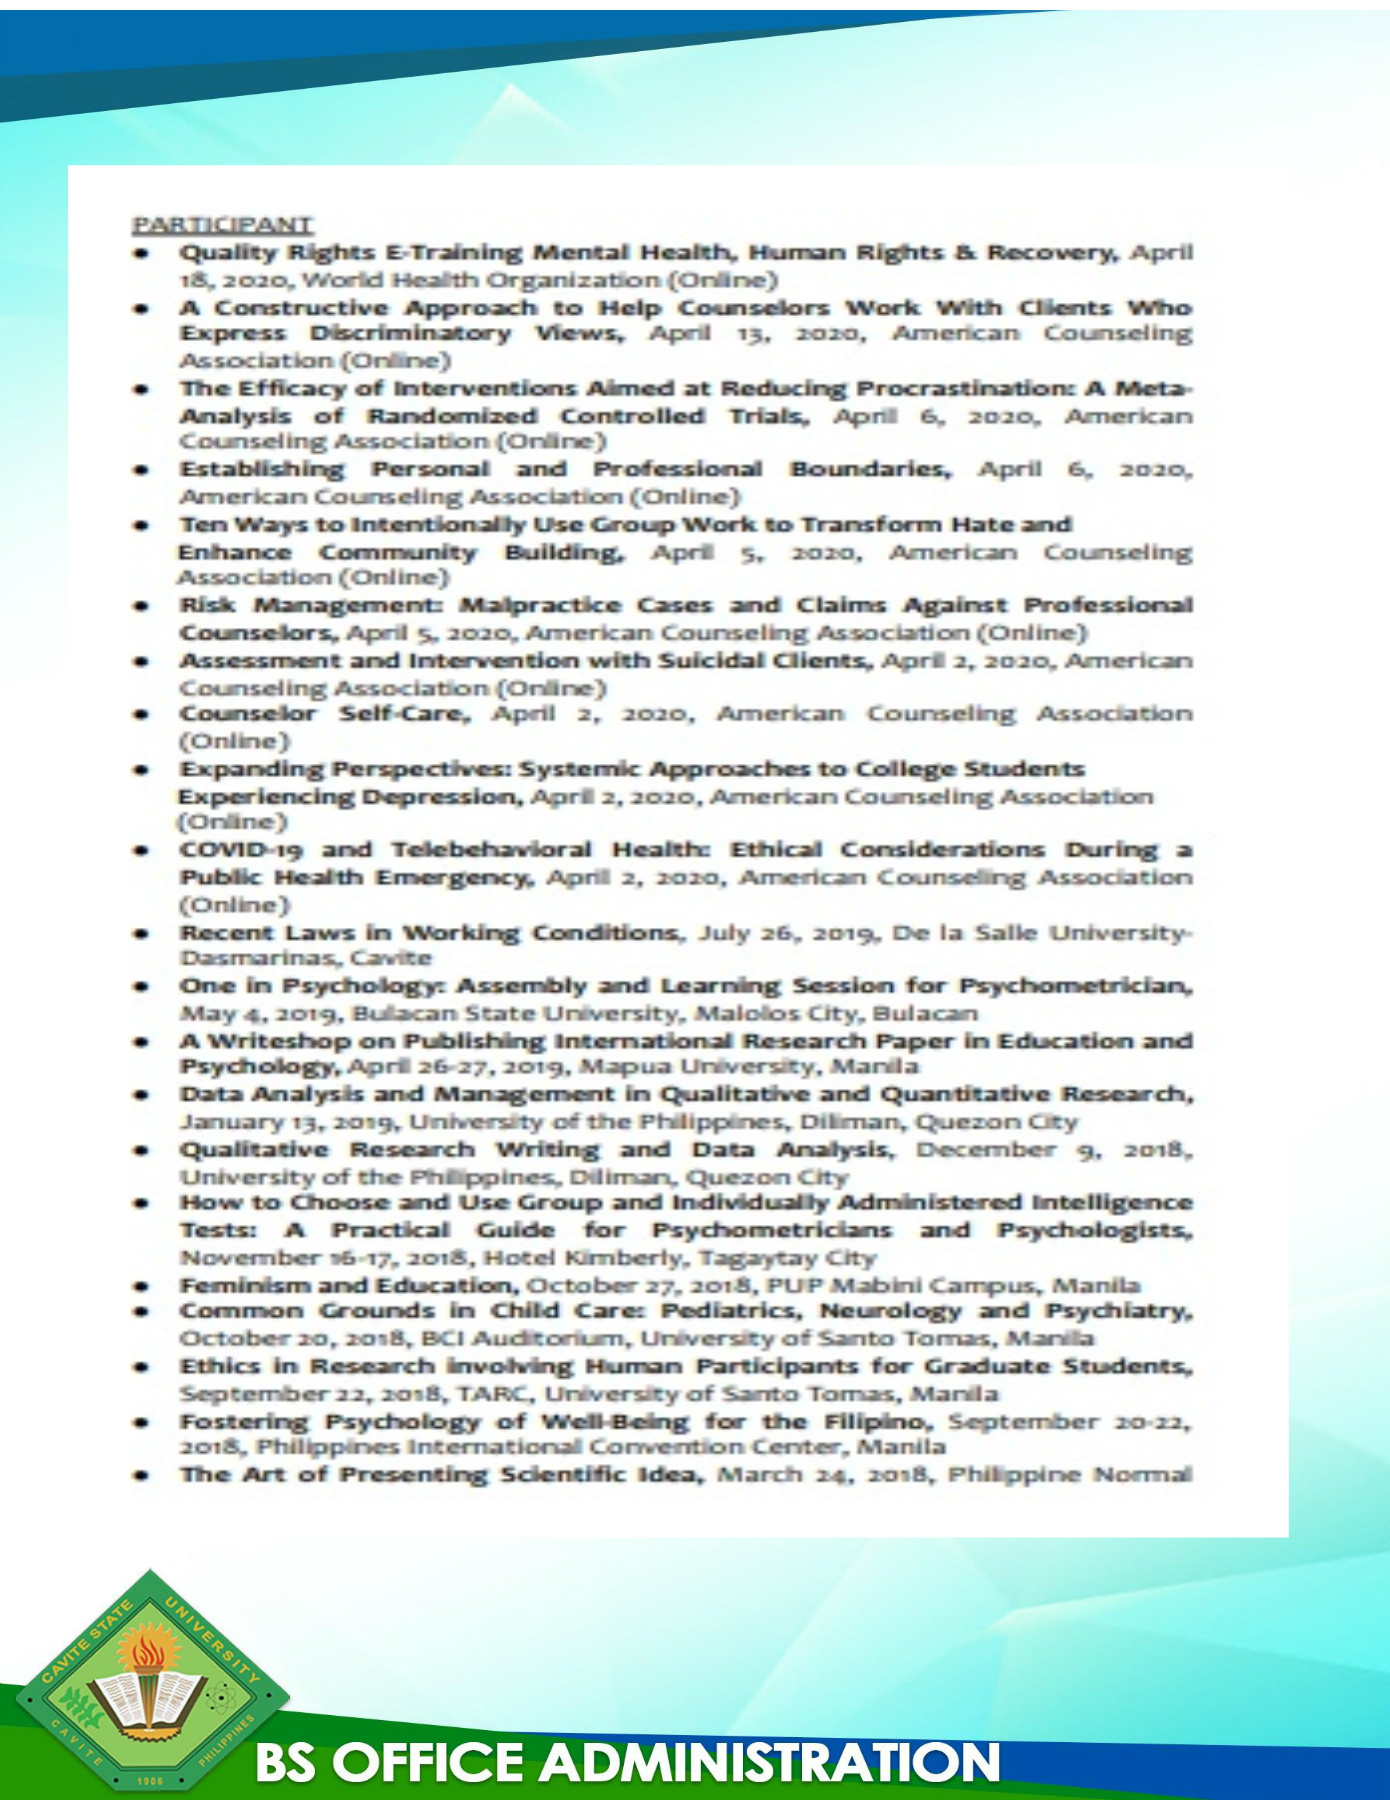 PARTICIPANT
● Quality Rights E-Training Mental Health, Human Rights & Recovery, April
18, 2020, World Health Organization (Online)
● A Constructive Approach to Help Counselors Work With Clients Who
Express Discriminatory Views, April 13, 2020, American Counseling
Association (Online)
● The Efficacy of Interventions Aimed at Reducing Procrastination: A Meta-
Analysis of Randomized Controlled Trials, April 6, 2020, American
Counseling Association (Online)
● Establishing Personal and Professional Boundaries, April 6, 2020,
American Counseling Association (Online)
● Ten Ways to Intentionally Use Group Work to Transform Hate and
Enhance Community Building, April 5, 2020, American Counseling
Association (Online)
● Risk Management: Malpractice Cases and Claims Against Professional
Counselors, April 5, 2020, American Counseling Association (Online)
● Assessment and Intervention with Suicidal Clients, April 2, 2020, American
Counseling Association (Online)
● Counselor Self-Care, April 2, 2020, American Counseling Association
(Online)
● Expanding Perspectives: Systemic Approaches to College Students
Experiencing Depression, April 2, 2020, American Counseling Association
(Online)
● COVID-19 and Telebehavioral Health: Ethical Considerations During a
Public Health Emergency, April 2, 2020, American Counseling Association
(Online)
● Recent Laws in Working Conditions, July 26, 2019, De la Salle University-
Dasmarinas, Cavite
● One in Psychology: Assembly and Learning Session for Psychometrician,
May 4, 2019, Bulacan State University, Malolos City, Bulacan
● A Writeshop on Publishing International Research Paper in Education and
Psychology, April 26-27, 2019, Mapua University, Manila
● Data Analysis and Management in Qualitative and Quantitative Research,
January 13, 2019, University of the Philippines, Diliman, Quezon City
● Qualitative Research Writing and Data Analysis, December 9, 2018,
University of the Philippines, Diliman, Quezon City
● How to Choose and Use Group and Individually Administered Intelligence
Tests: A Practical Guide for Psychometricians and Psychologists,
November 16-17, 2018, Hotel Kimberly, Tagaytay City
● Feminism and Education, October 27, 2018, PUP Mabini Campus, Manila
● Common Grounds in Child Care: Pediatrics, Neurology and Psychiatry,
October 20, 2018, BCI Auditorium, University of Santo Tomas, Manila
● Ethics in Research involving Human Participants for Graduate Students,
September 22, 2018, TARC, University of Santo Tomas, Manila
● Fostering Psychology of Well-Being for the Filipino, September 20-22,
2018, Philippines International Convention Center, Manila
● The Art of Presenting Scientific Idea, March 24, 2018, Philippine Normal
CAVITE STATE UNIVERSITY
CAVITE PHILIPPINES
1906
BS OFFICE ADMINISTRATION